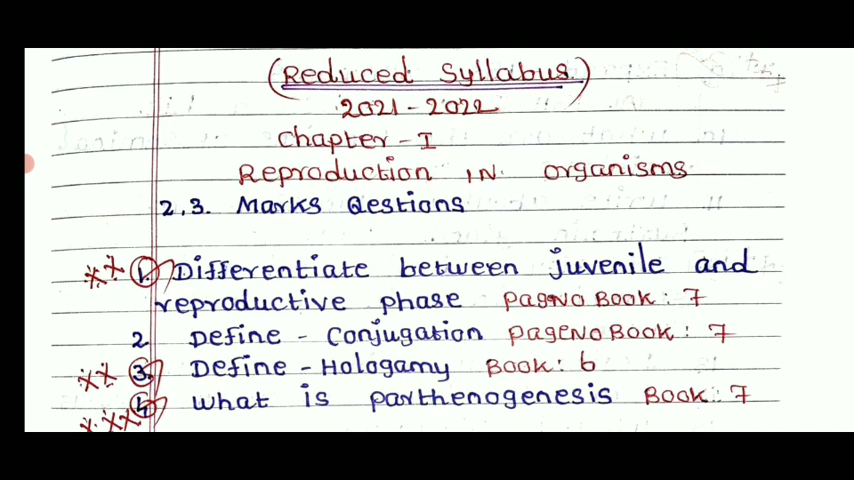 (Reduced Syllabus)
2021-2022
Chapter-I
Reproduction IN organisms
2,3. Marks Qestions
** 1. Differentiate between juvenile and
reproductive phase PageNo Book: 7
2. Define - Conjugation PageNo Book: 7
** 3. Define - Hologamy Book: 6
*** 4. what is parthenogenesis Book: 7